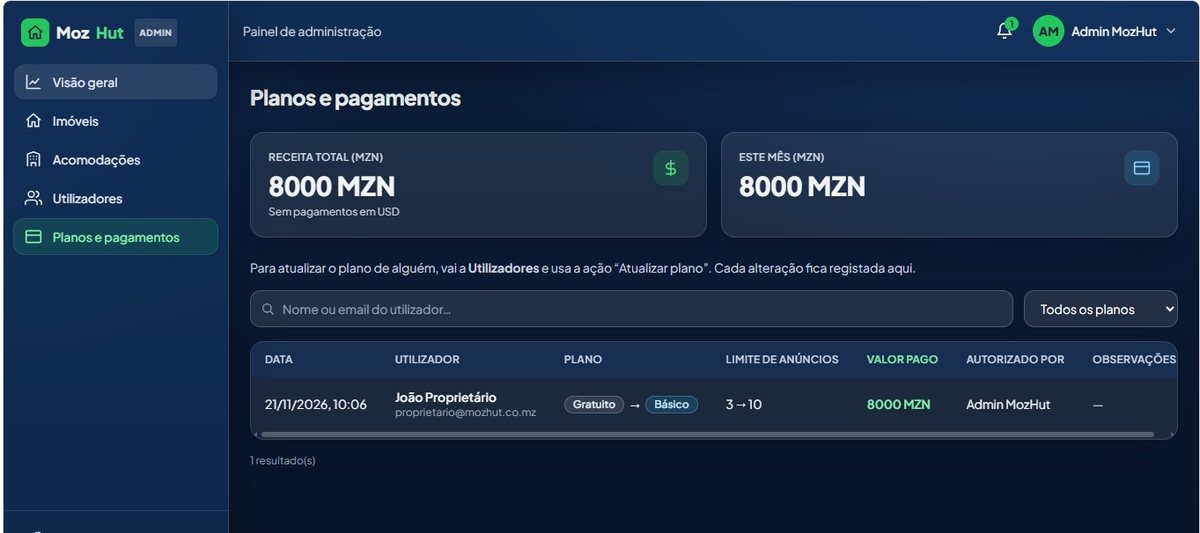 Moz Hut ADMIN
Painel de administração
1
AM Admin MozHut
Visão geral
Imóveis
Acomodações
Utilizadores
Planos e pagamentos
Planos e pagamentos
RECEITA TOTAL (MZN)
8000 MZN
Sem pagamentos em USD
$
ESTE MÊS (MZN)
8000 MZN
Para atualizar o plano de alguém, vai a Utilizadores e usa a ação “Atualizar plano”. Cada alteração fica registada aqui.
Nome ou email do utilizador...
Todos os planos
DATA UTILIZADOR PLANO LIMITE DE ANÚNCIOS VALOR PAGO AUTORIZADO POR OBSERVAÇÕES
21/11/2026, 10:06 João Proprietário Gratuito → Básico 3 → 10 8000 MZN Admin MozHut —
proprietario@mozhut.co.mz
1 resultado(s)